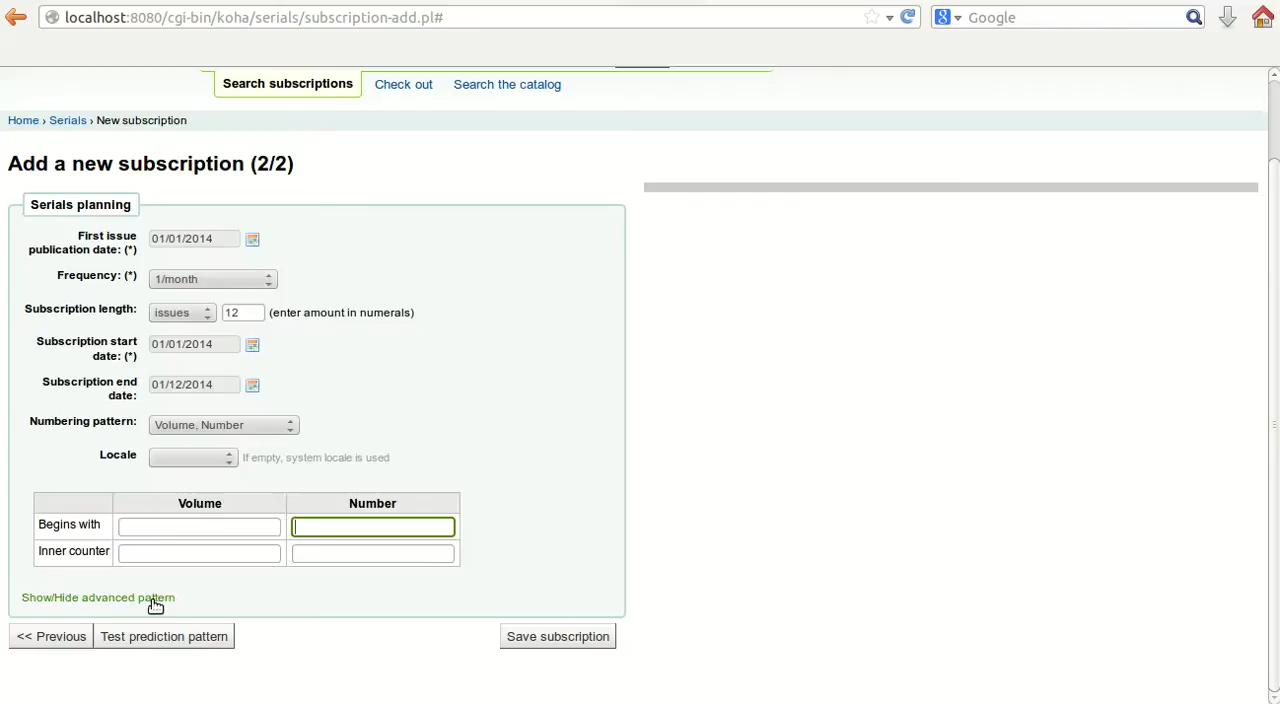 localhost:8080/cgi-bin/koha/serials/subscription-add.pl#
Google
Search subscriptions Check out Search the catalog
Home › Serials › New subscription
Add a new subscription (2/2)
Serials planning
First issue publication date: (*) 01/01/2014
Frequency: (*) 1/month
Subscription length: issues 12 (enter amount in numerals)
Subscription start date: (*) 01/01/2014
Subscription end date: 01/12/2014
Numbering pattern: Volume, Number
Locale If empty, system locale is used
Volume Number
Begins with
Inner counter
Show/Hide advanced pattern
<< Previous Test prediction pattern Save subscription